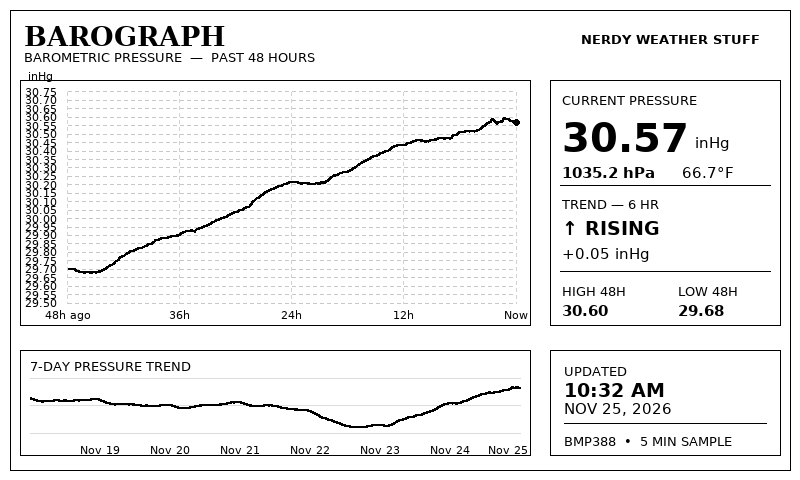 BAROGRAPH
BAROMETRIC PRESSURE — PAST 48 HOURS
NERDY WEATHER STUFF
inHg
30.75
30.70
30.65
30.60
30.55
30.50
30.45
30.40
30.35
30.30
30.25
30.20
30.15
30.10
30.05
30.00
29.95
29.90
29.85
29.80
29.75
29.70
29.65
29.60
29.55
29.50
48h ago 36h 24h 12h Now
CURRENT PRESSURE
30.57 inHg
1035.2 hPa 66.7°F
TREND — 6 HR
↑ RISING
+0.05 inHg
HIGH 48H LOW 48H
30.60 29.68
7-DAY PRESSURE TREND
Nov 19 Nov 20 Nov 21 Nov 22 Nov 23 Nov 24 Nov 25
UPDATED
10:32 AM
NOV 25, 2026
BMP388 • 5 MIN SAMPLE